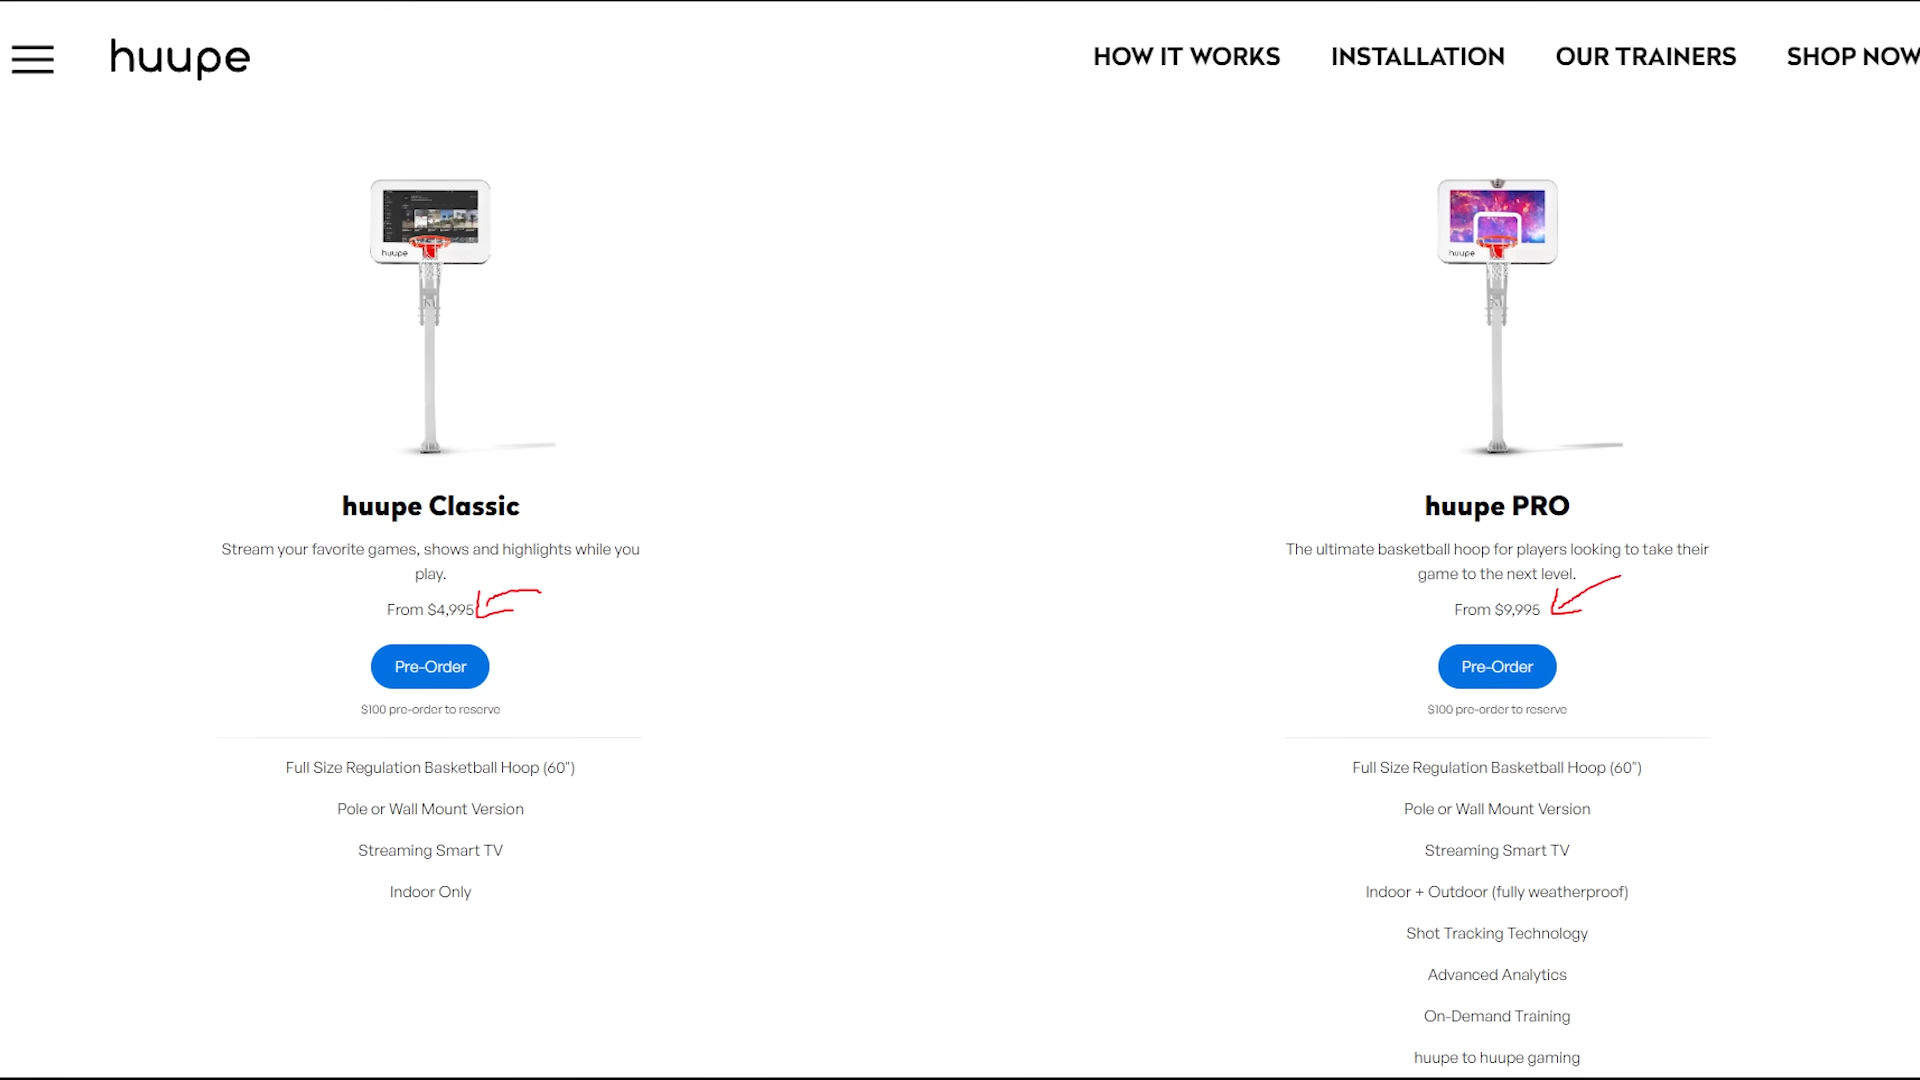 huupe
HOW IT WORKS
INSTALLATION
OUR TRAINERS
SHOP NOW
huupe
huupe Classic
Stream your favorite games, shows and highlights while you
play.
From $4,995
Pre-Order
$100 pre-order to reserve
Full Size Regulation Basketball Hoop (60")
Pole or Wall Mount Version
Streaming Smart TV
Indoor Only
huupe
huupe PRO
The ultimate basketball hoop for players looking to take their
game to the next level.
From $9,995
Pre-Order
$100 pre-order to reserve
Full Size Regulation Basketball Hoop (60")
Pole or Wall Mount Version
Streaming Smart TV
Indoor + Outdoor (fully weatherproof)
Shot Tracking Technology
Advanced Analytics
On-Demand Training
huupe to huupe gaming